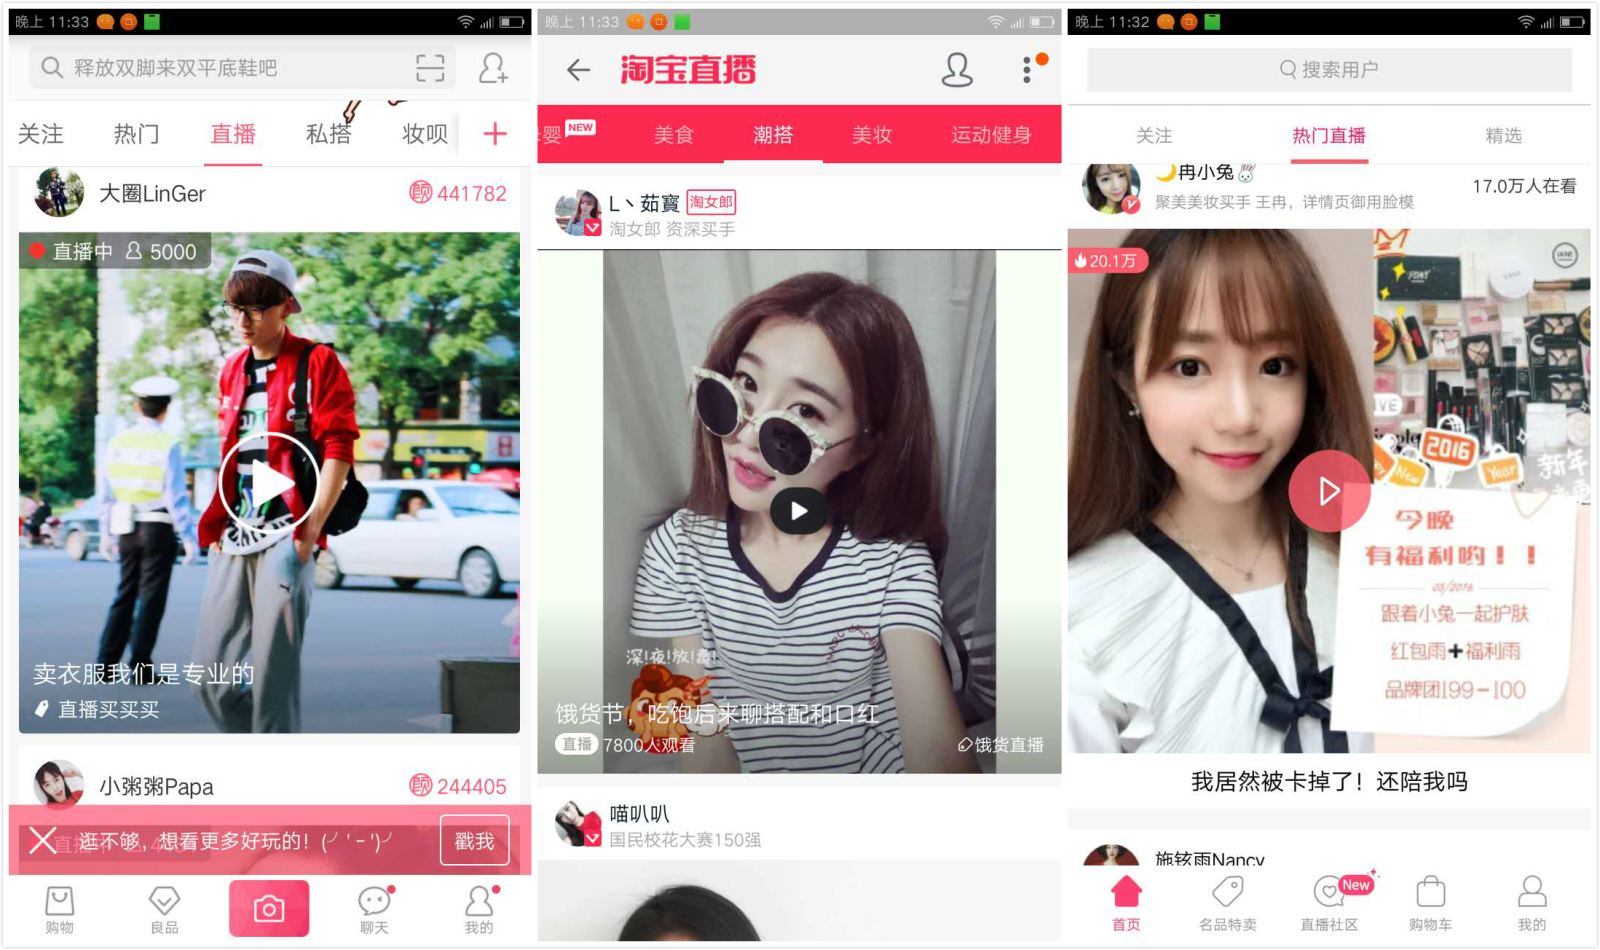 晚上 11:33
释放双脚来双平底鞋吧
关注 热门 直播 私搭 妆呗 +
大圈LinGer 441782
直播中 5000
卖衣服我们是专业的
直播买买买
小粥粥Papa 244405
逛不够，想看更多好玩的！(╯'-')╯ 戳我
购物 良品 聊天 我的
晚上 11:33
淘宝直播
婴 NEW 美食 潮搭 美妆 运动健身
L丶茹寳 淘女郎
淘女郎 资深买手
MARC JACOBS
深!夜!放!毒!
饿货节，吃饱后来聊搭配和口红
直播 7800人观看 饿货直播
喵叭叭
国民校花大赛150强
晚上 11:32
搜索用户
关注 热门直播 精选
冉小兔 17.0万人在看
聚美美妆买手 王冉，详情页御用脸模
20.1万
2016
New Year
新年
今晚
有福利哟！！
05/2016
跟着小兔一起护肤
红包雨+福利雨
品牌团199-100
我居然被卡掉了！还陪我吗
施铉雨Nancy
New
首页 名品特卖 直播社区 购物车 我的